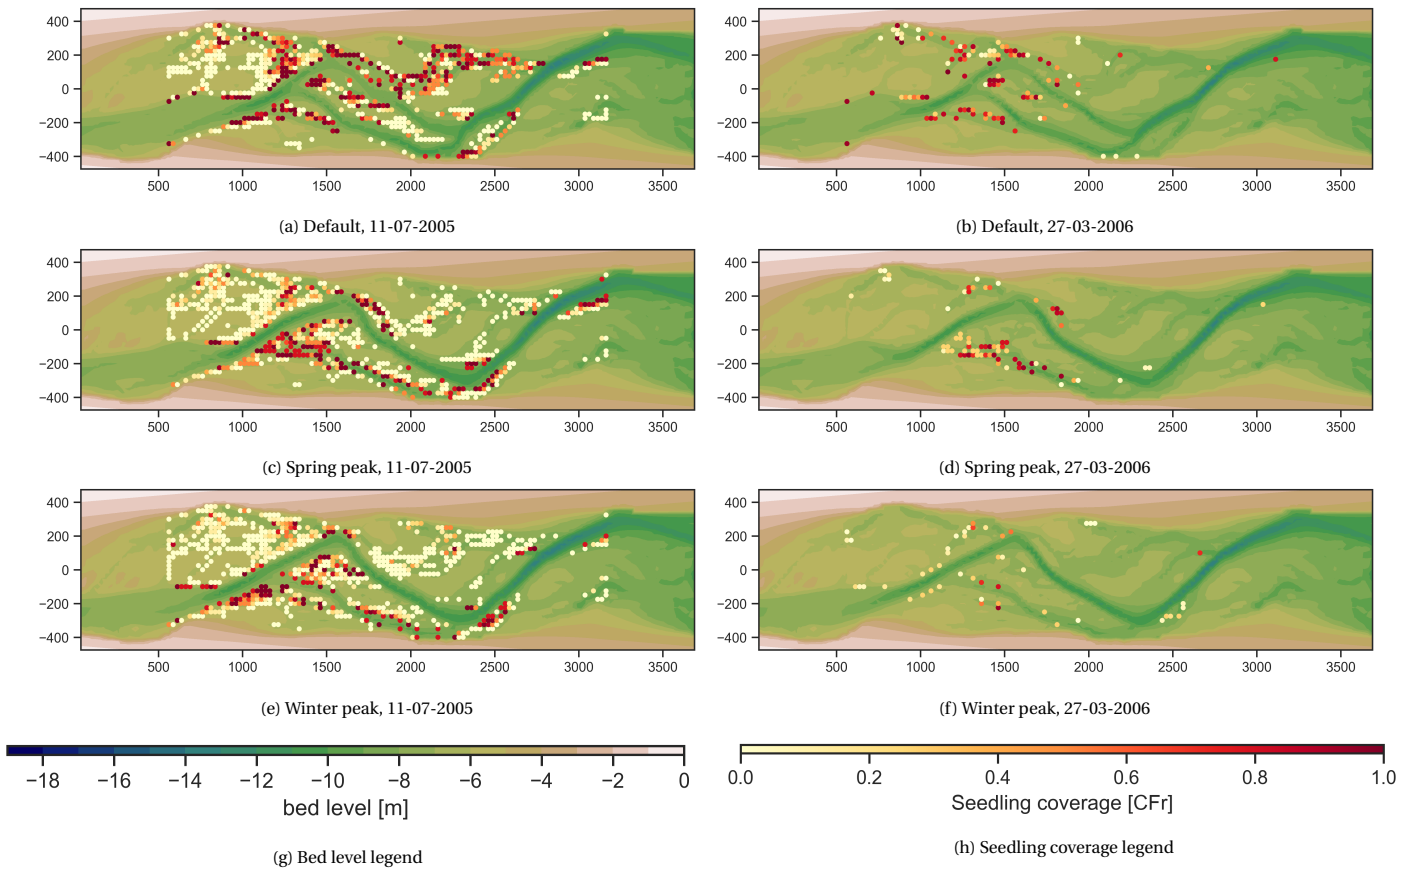 400
200
0
−200
−400
500 1000 1500 2000 2500 3000 3500
(a) Default, 11-07-2005
400
200
0
−200
−400
500 1000 1500 2000 2500 3000 3500
(b) Default, 27-03-2006
400
200
0
−200
−400
500 1000 1500 2000 2500 3000 3500
(c) Spring peak, 11-07-2005
400
200
0
−200
−400
500 1000 1500 2000 2500 3000 3500
(d) Spring peak, 27-03-2006
400
200
0
−200
−400
500 1000 1500 2000 2500 3000 3500
(e) Winter peak, 11-07-2005
400
200
0
−200
−400
500 1000 1500 2000 2500 3000 3500
(f) Winter peak, 27-03-2006
−18 −16 −14 −12 −10 −8 −6 −4 −2 0
bed level [m]
(g) Bed level legend
0.0 0.2 0.4 0.6 0.8 1.0
Seedling coverage [CFr]
(h) Seedling coverage legend